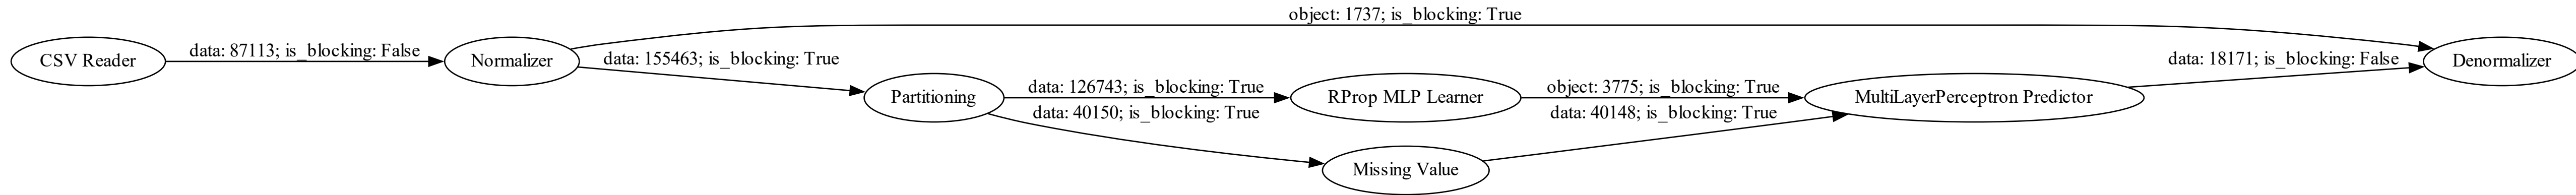 object: 1737; is_blocking: True
CSV Reader
data: 87113; is_blocking: False
Normalizer
data: 155463; is_blocking: True
Partitioning
data: 126743; is_blocking: True
data: 40150; is_blocking: True
RProp MLP Learner
Missing Value
object: 3775; is_blocking: True
data: 40148; is_blocking: True
MultiLayerPerceptron Predictor
data: 18171; is_blocking: False
Denormalizer